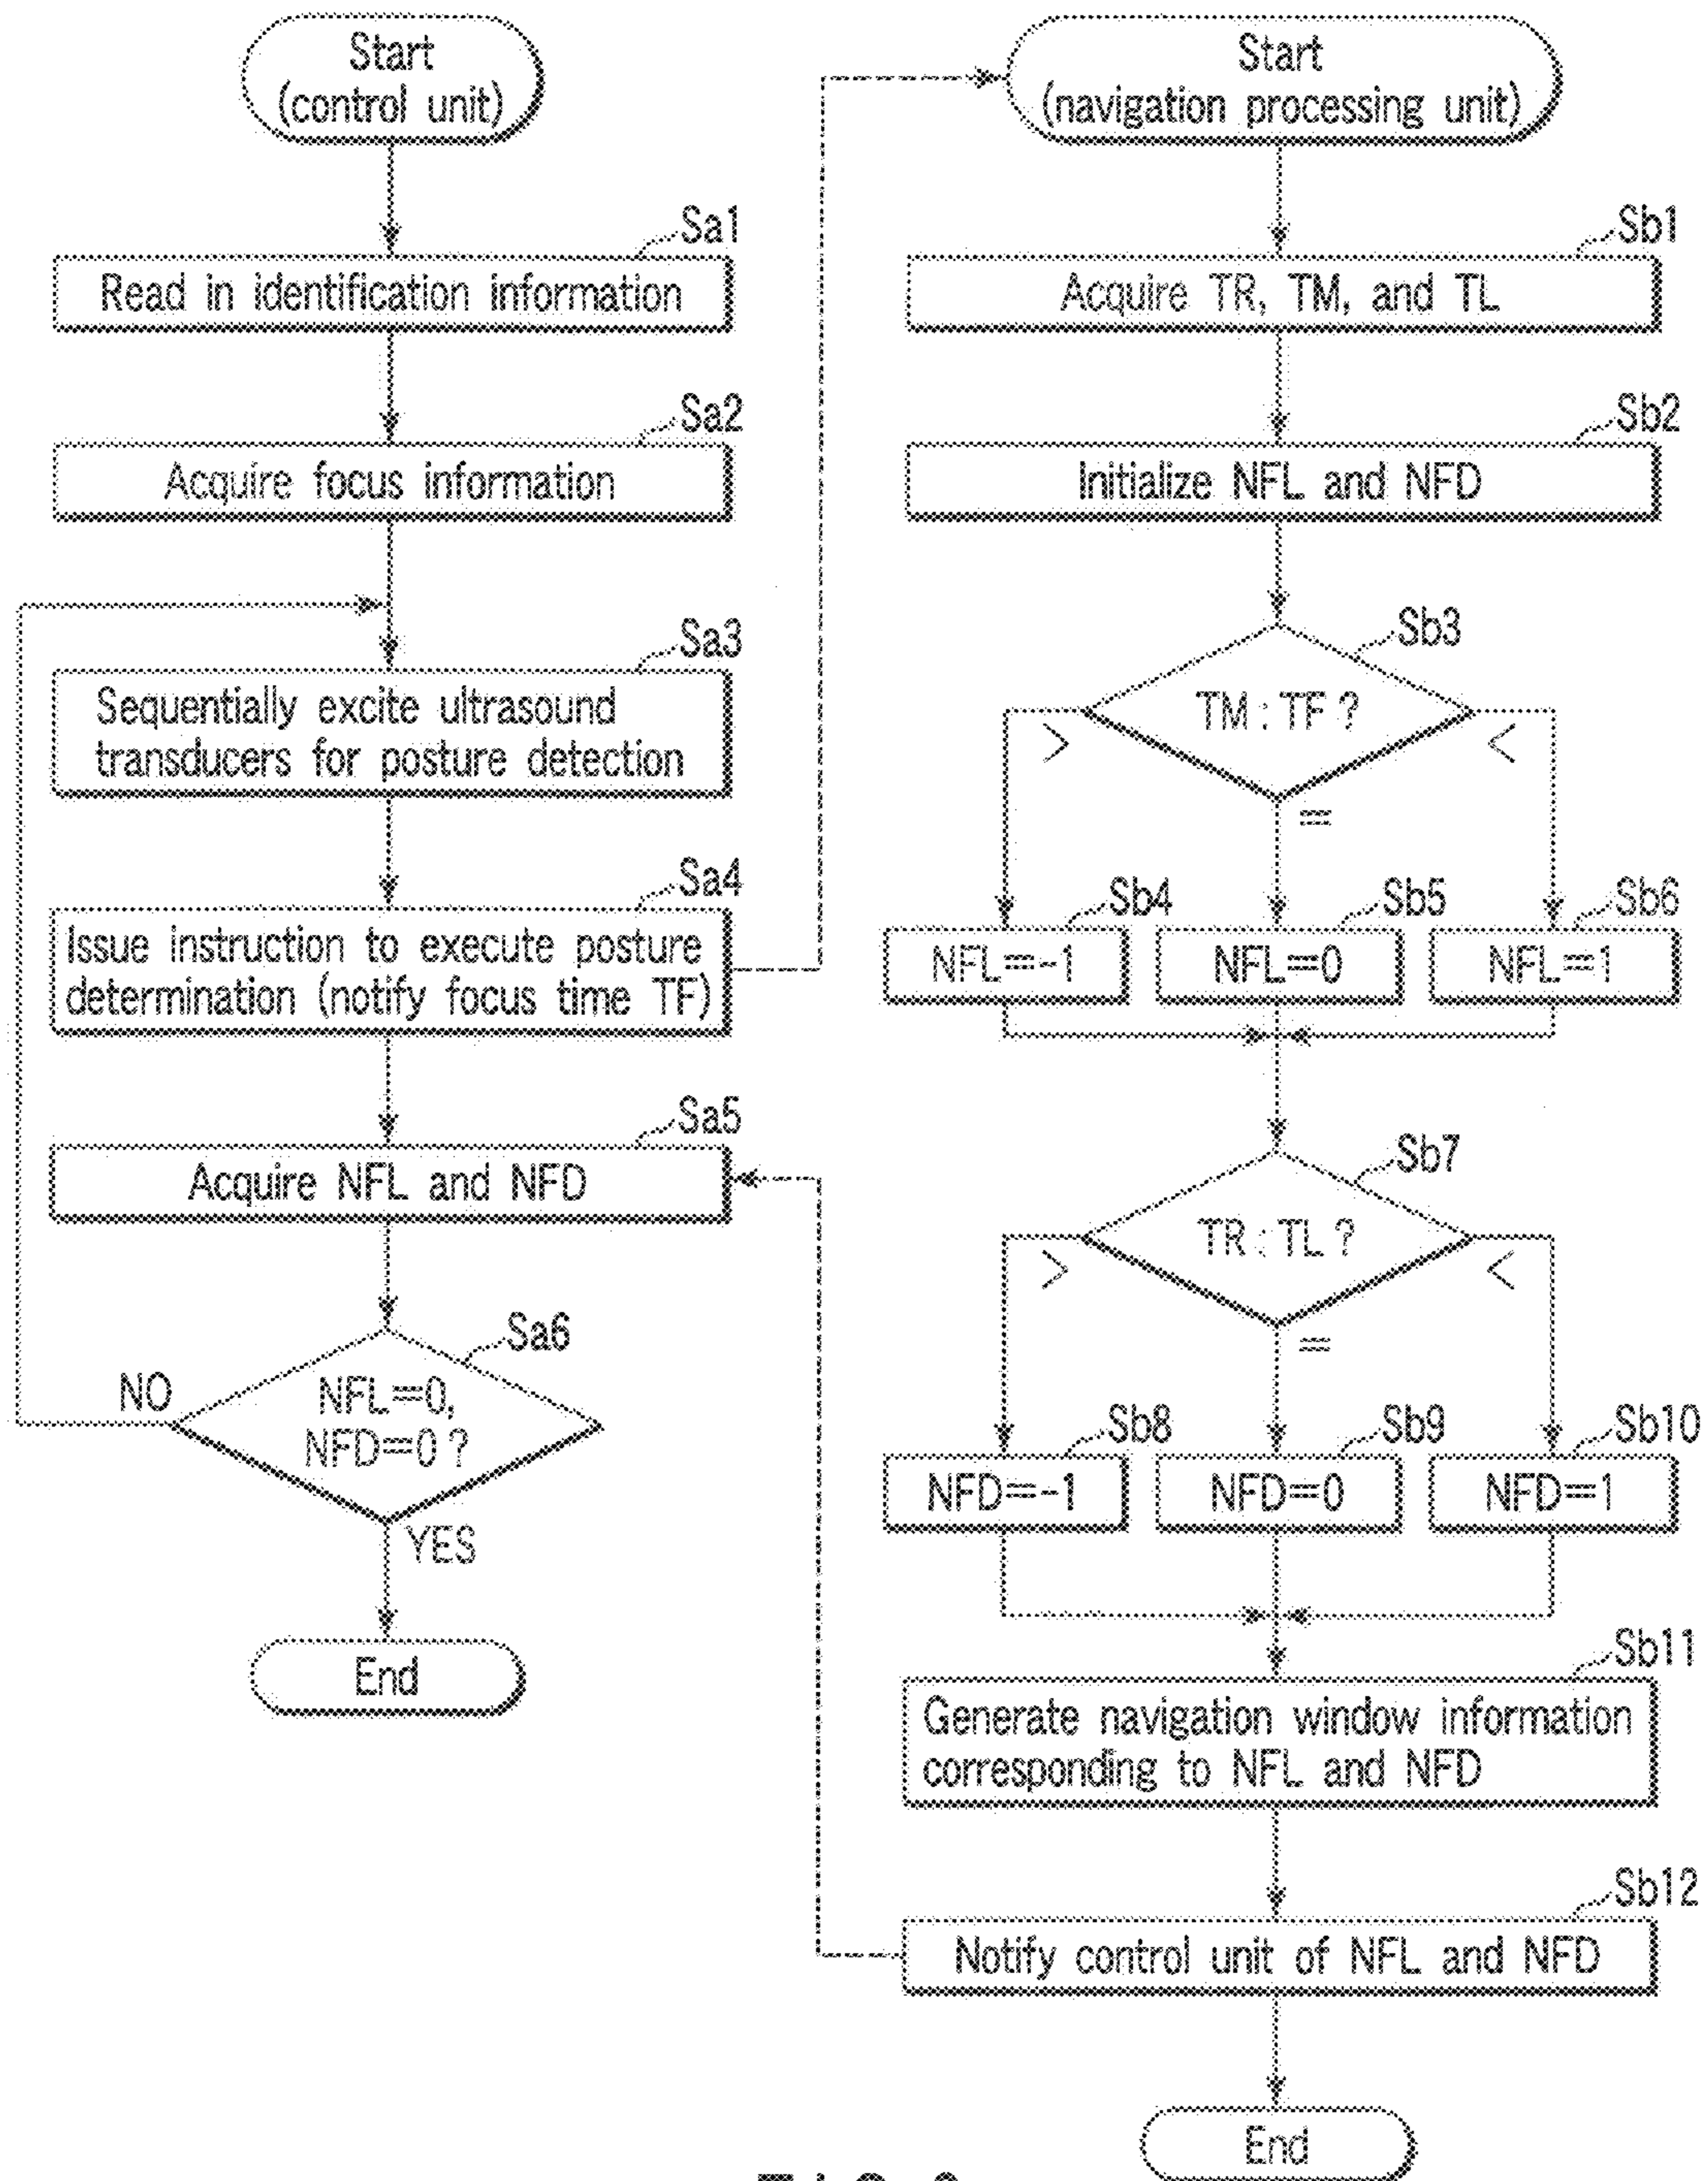 Start
(control unit)
Sa1
Read in identification information
Sa2
Acquire focus information
Sa3
Sequentially excite ultrasound
transducers for posture detection
Sa4
Issue instruction to execute posture
determination (notify focus time TF)
Sa5
Acquire NFL and NFD
Sa6
NFL=0,
NFD=0?
NO
YES
End
Start
(navigation processing unit)
Sb1
Acquire TR, TM, and TL
Sb2
Initialize NFL and NFD
Sb3
TM : TF ?
>
<
=
Sb4
NFL=-1
Sb5
NFL=0
Sb6
NFL=1
Sb7
TR : TL ?
>
<
=
Sb8
NFD=-1
Sb9
NFD=0
Sb10
NFD=1
Sb11
Generate navigation window information
corresponding to NFL and NFD
Sb12
Notify control unit of NFL and NFD
End